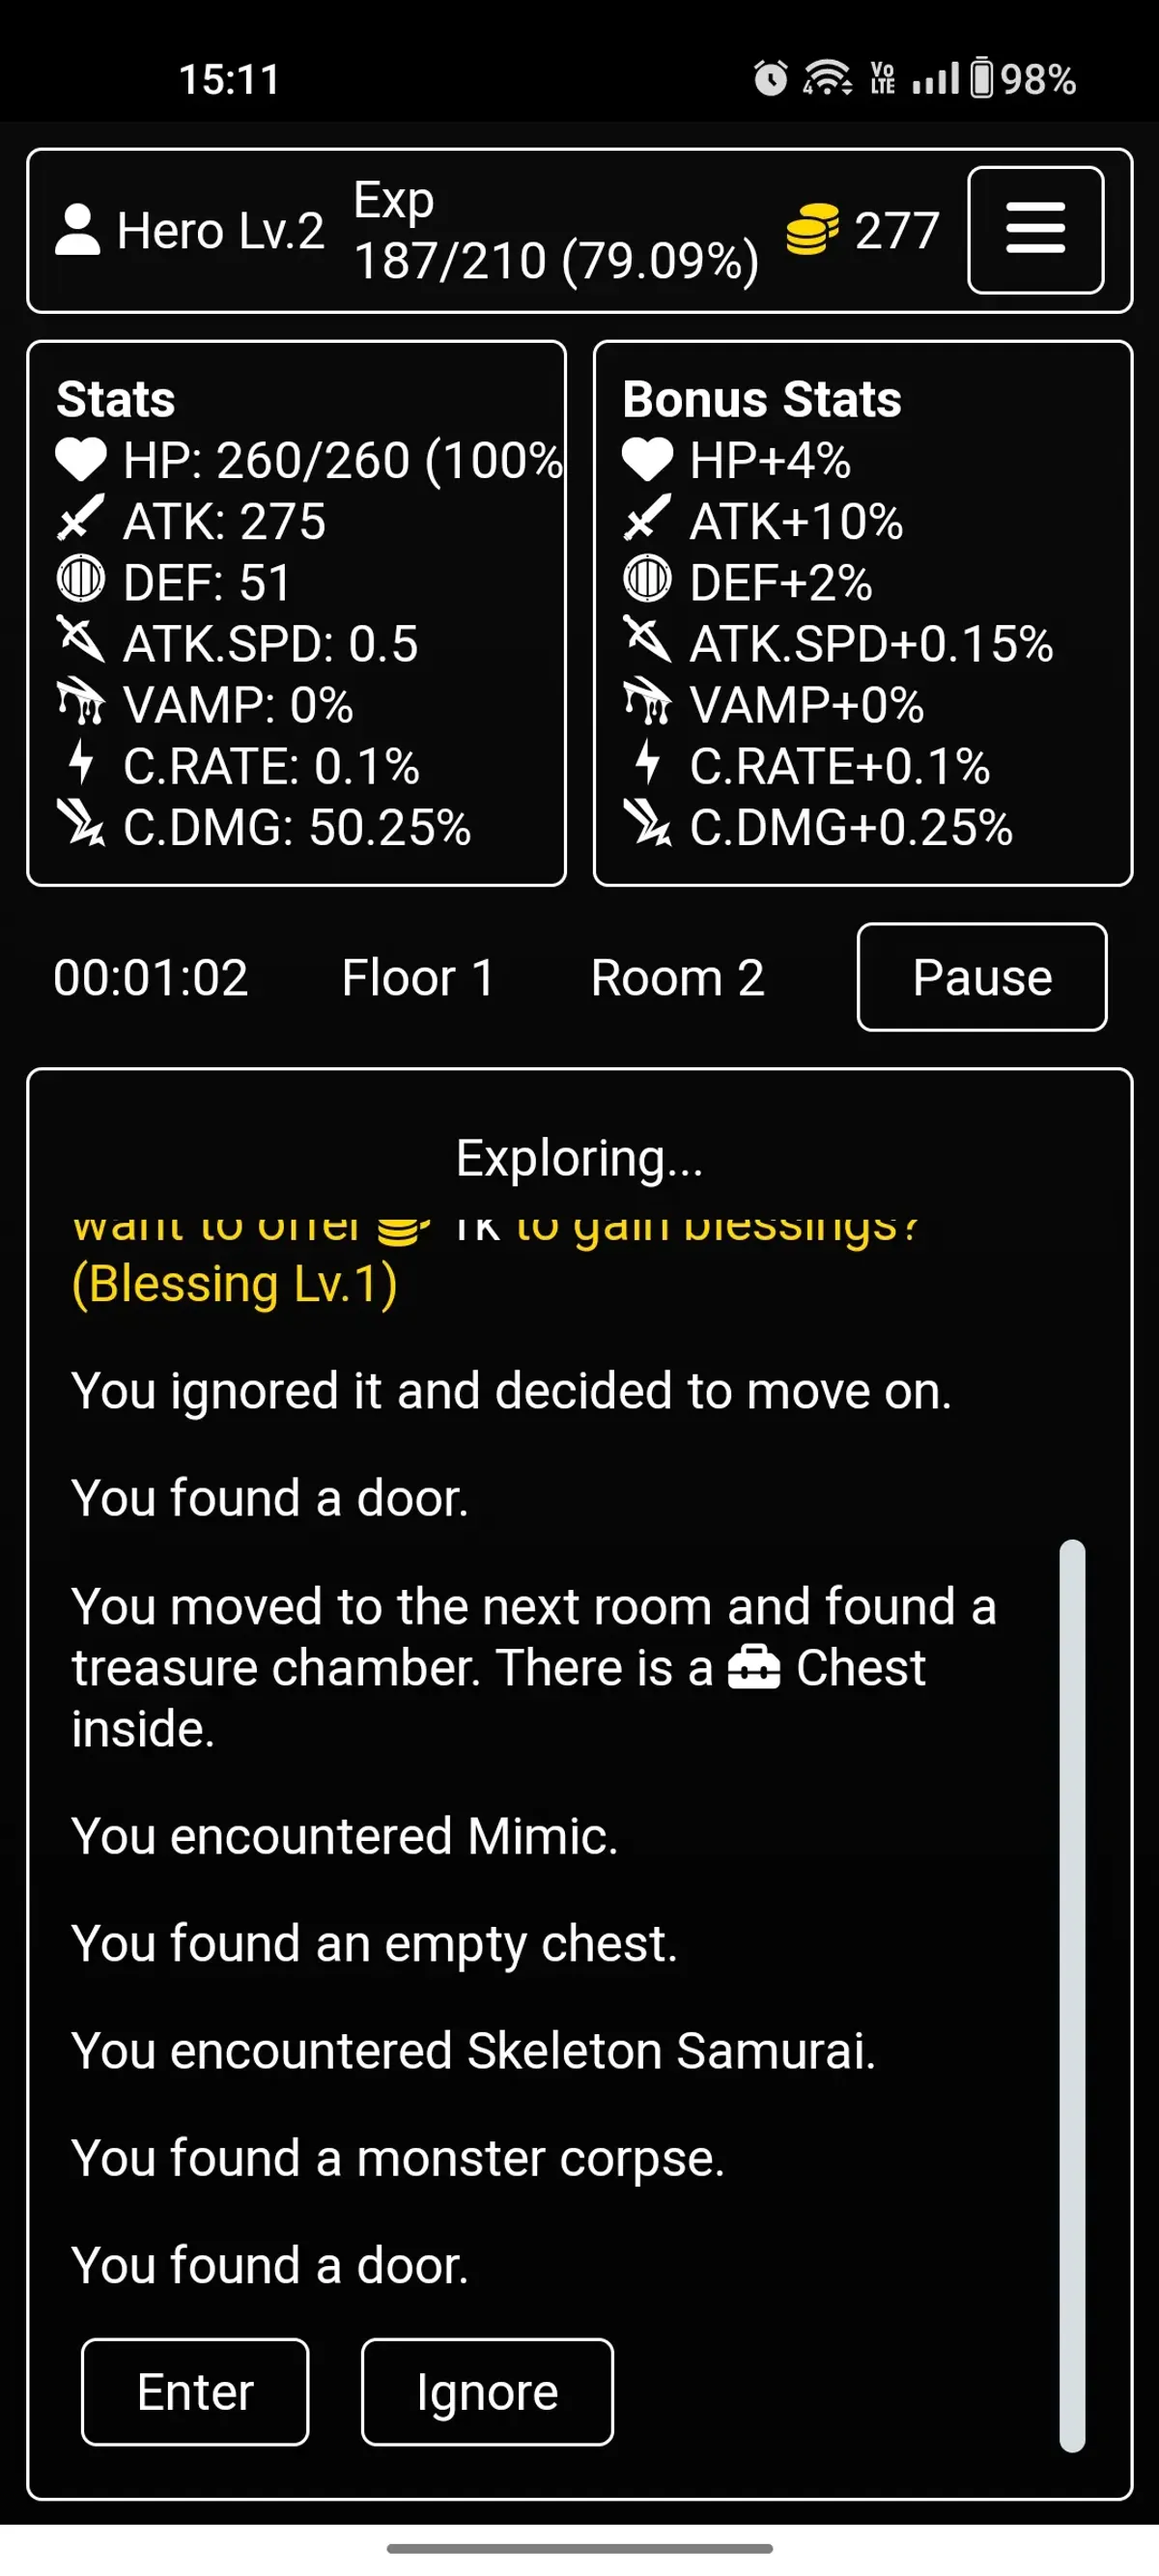 15:11
4 Vo LTE 98%
Hero Lv.2
Exp
187/210 (79.09%)
277
Stats
HP: 260/260 (100%
ATK: 275
DEF: 51
ATK.SPD: 0.5
VAMP: 0%
C.RATE: 0.1%
C.DMG: 50.25%
Bonus Stats
HP+4%
ATK+10%
DEF+2%
ATK.SPD+0.15%
VAMP+0%
C.RATE+0.1%
C.DMG+0.25%
00:01:02 Floor 1 Room 2 Pause
Exploring...
want to offer 1k to gain blessings?
(Blessing Lv.1)
You ignored it and decided to move on.
You found a door.
You moved to the next room and found a
treasure chamber. There is a Chest
inside.
You encountered Mimic.
You found an empty chest.
You encountered Skeleton Samurai.
You found a monster corpse.
You found a door.
Enter Ignore